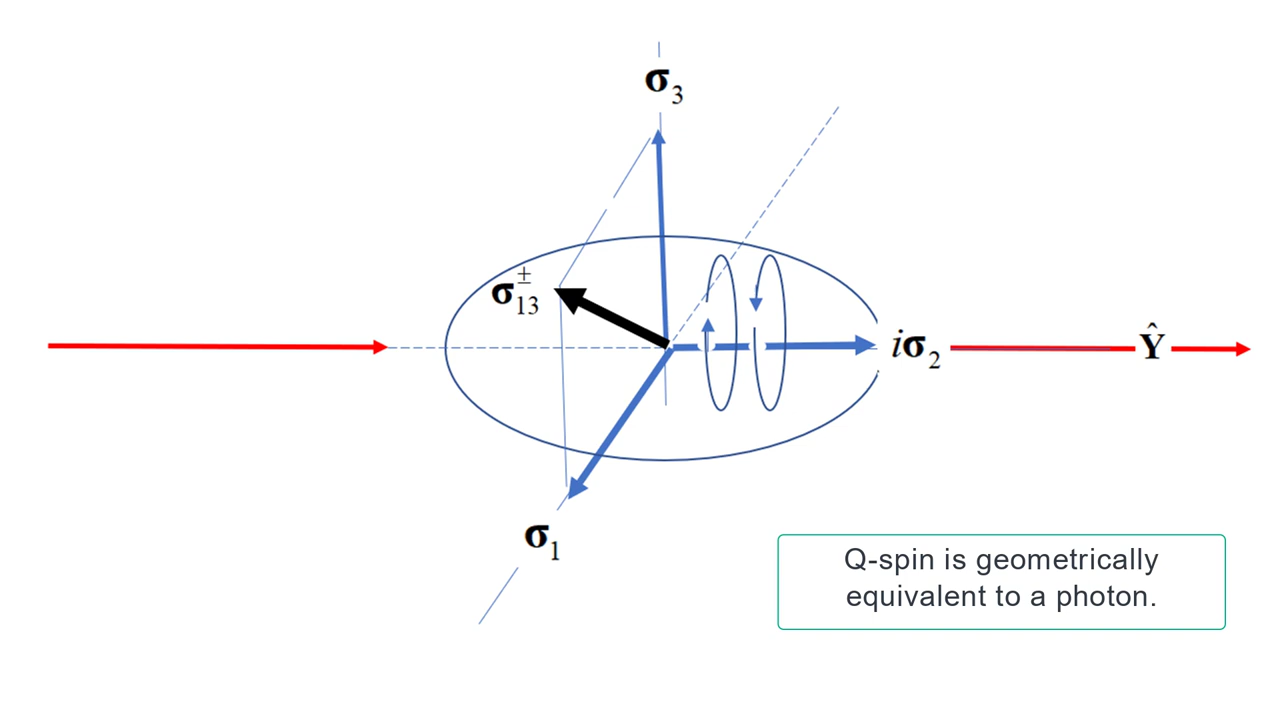 σ₃
σ₁₃±
iσ₂
Ŷ
σ₁
Q-spin is geometrically
equivalent to a photon.